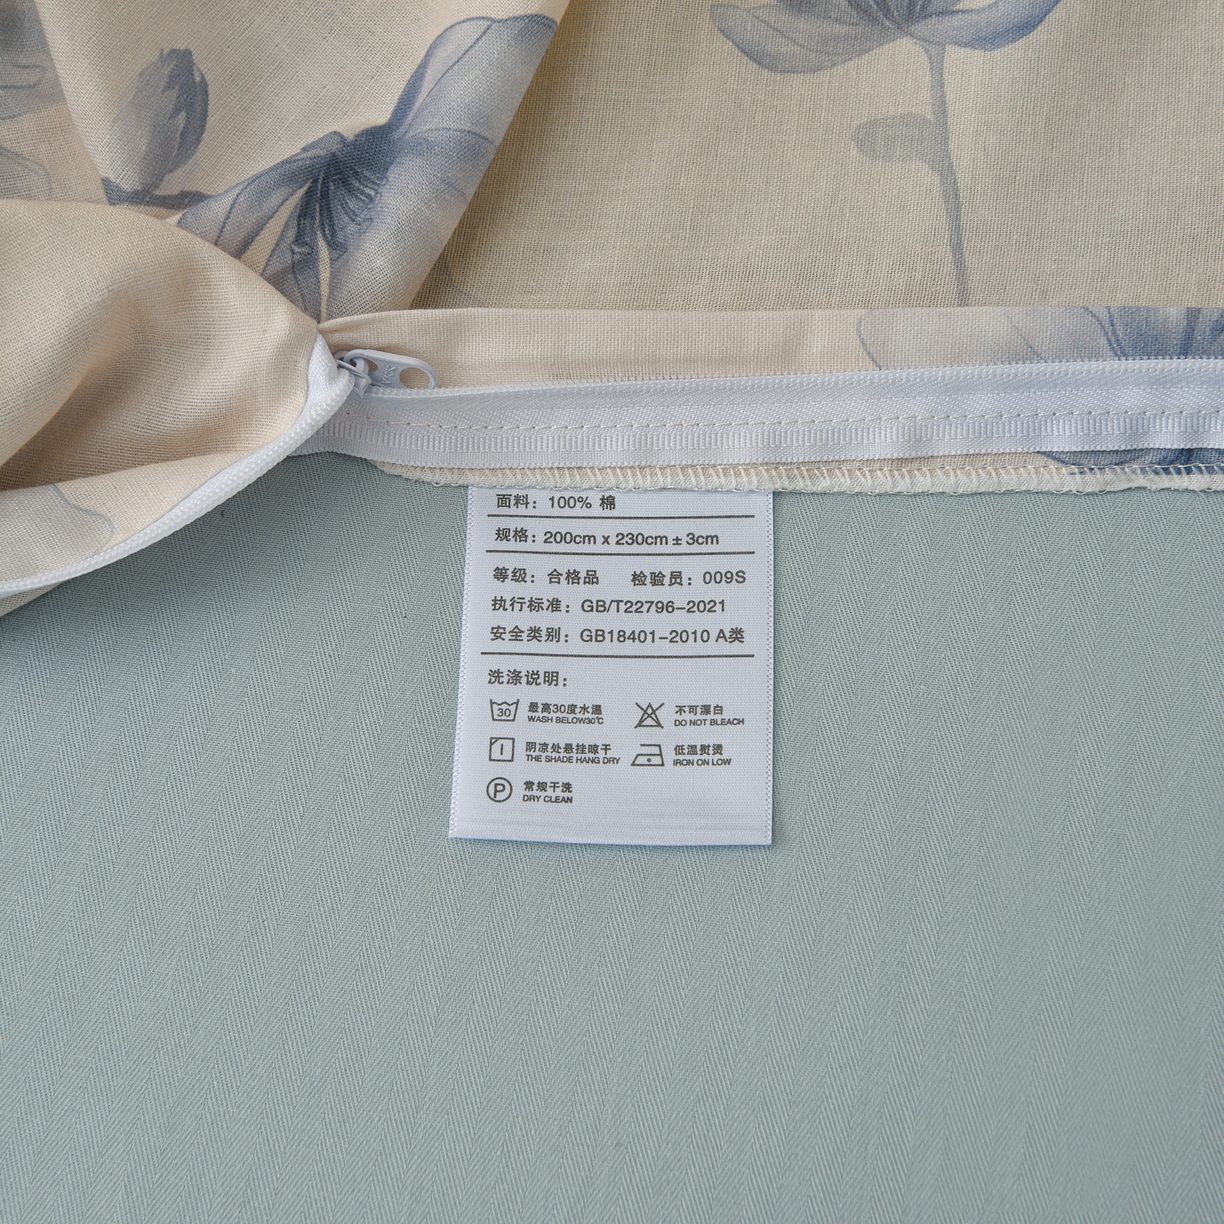 面料：100% 棉
规格：200cm x 230cm ± 3cm
等级：合格品 检验员：009S
执行标准：GB/T22796–2021
安全类别：GB18401–2010 A类
洗涤说明：
30 最高30度水温
WASH BELOW30℃
不可漂白
DO NOT BLEACH
阴凉处悬挂晾干
THE SHADE HANG DRY
低温熨烫
IRON ON LOW
P 常规干洗
DRY CLEAN